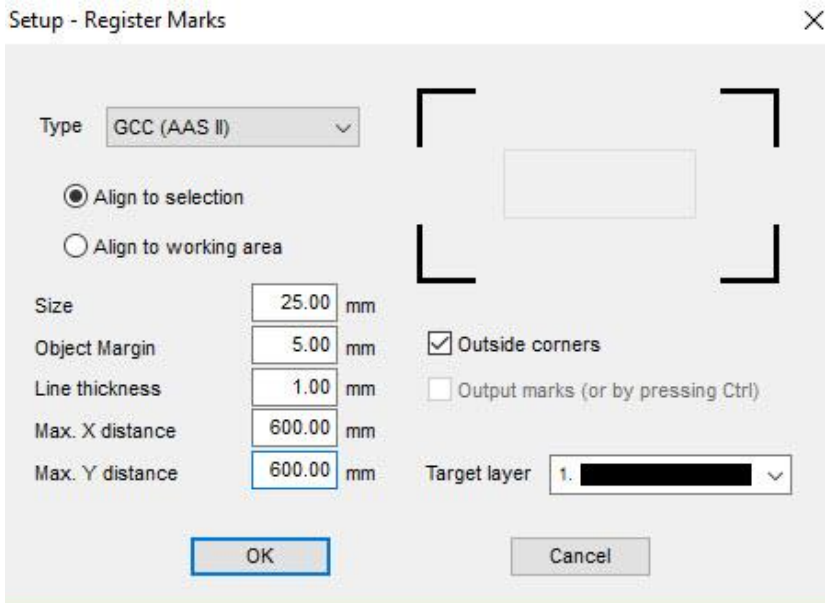 Setup - Register Marks
Type GCC (AAS II)
Align to selection
Align to working area
Size 25.00 mm
Object Margin 5.00 mm
Line thickness 1.00 mm
Max. X distance 600.00 mm
Max. Y distance 600.00 mm
Outside corners
Output marks (or by pressing Ctrl)
Target layer 1.
OK Cancel